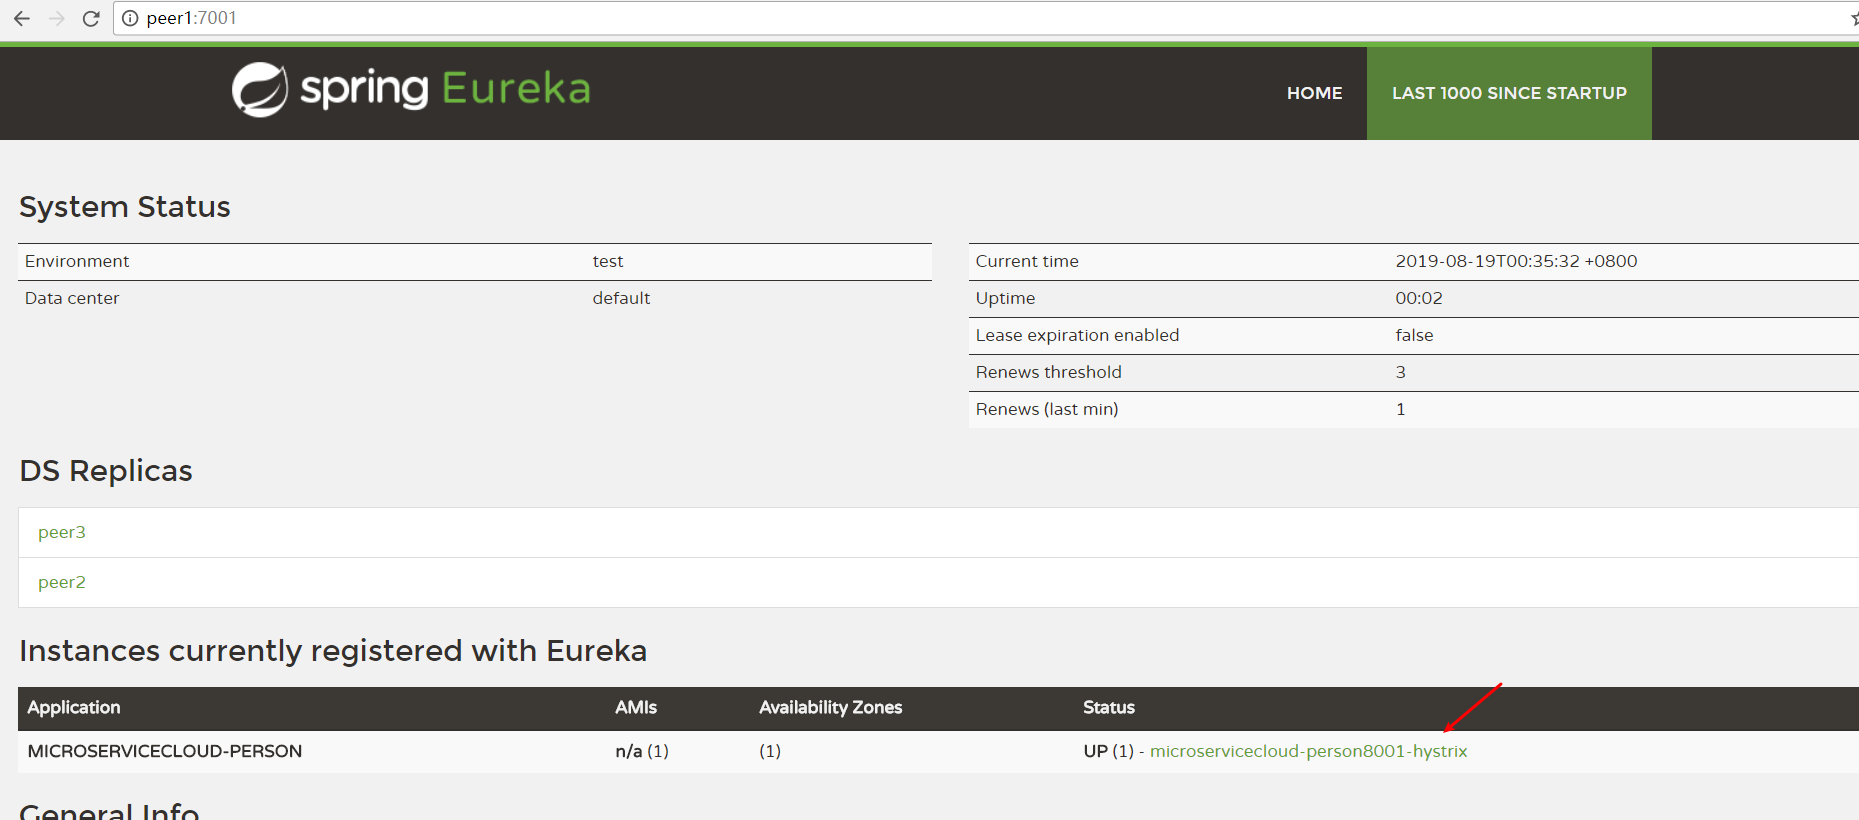 peer1:7001
spring Eureka
HOME LAST 1000 SINCE STARTUP
System Status
Environment test
Data center default
Current time 2019-08-19T00:35:32 +0800
Uptime 00:02
Lease expiration enabled false
Renews threshold 3
Renews (last min) 1
DS Replicas
peer3
peer2
Instances currently registered with Eureka
Application AMIs Availability Zones Status
MICROSERVICECLOUD-PERSON n/a (1) (1) UP (1) - microservicecloud-person8001-hystrix
General Info